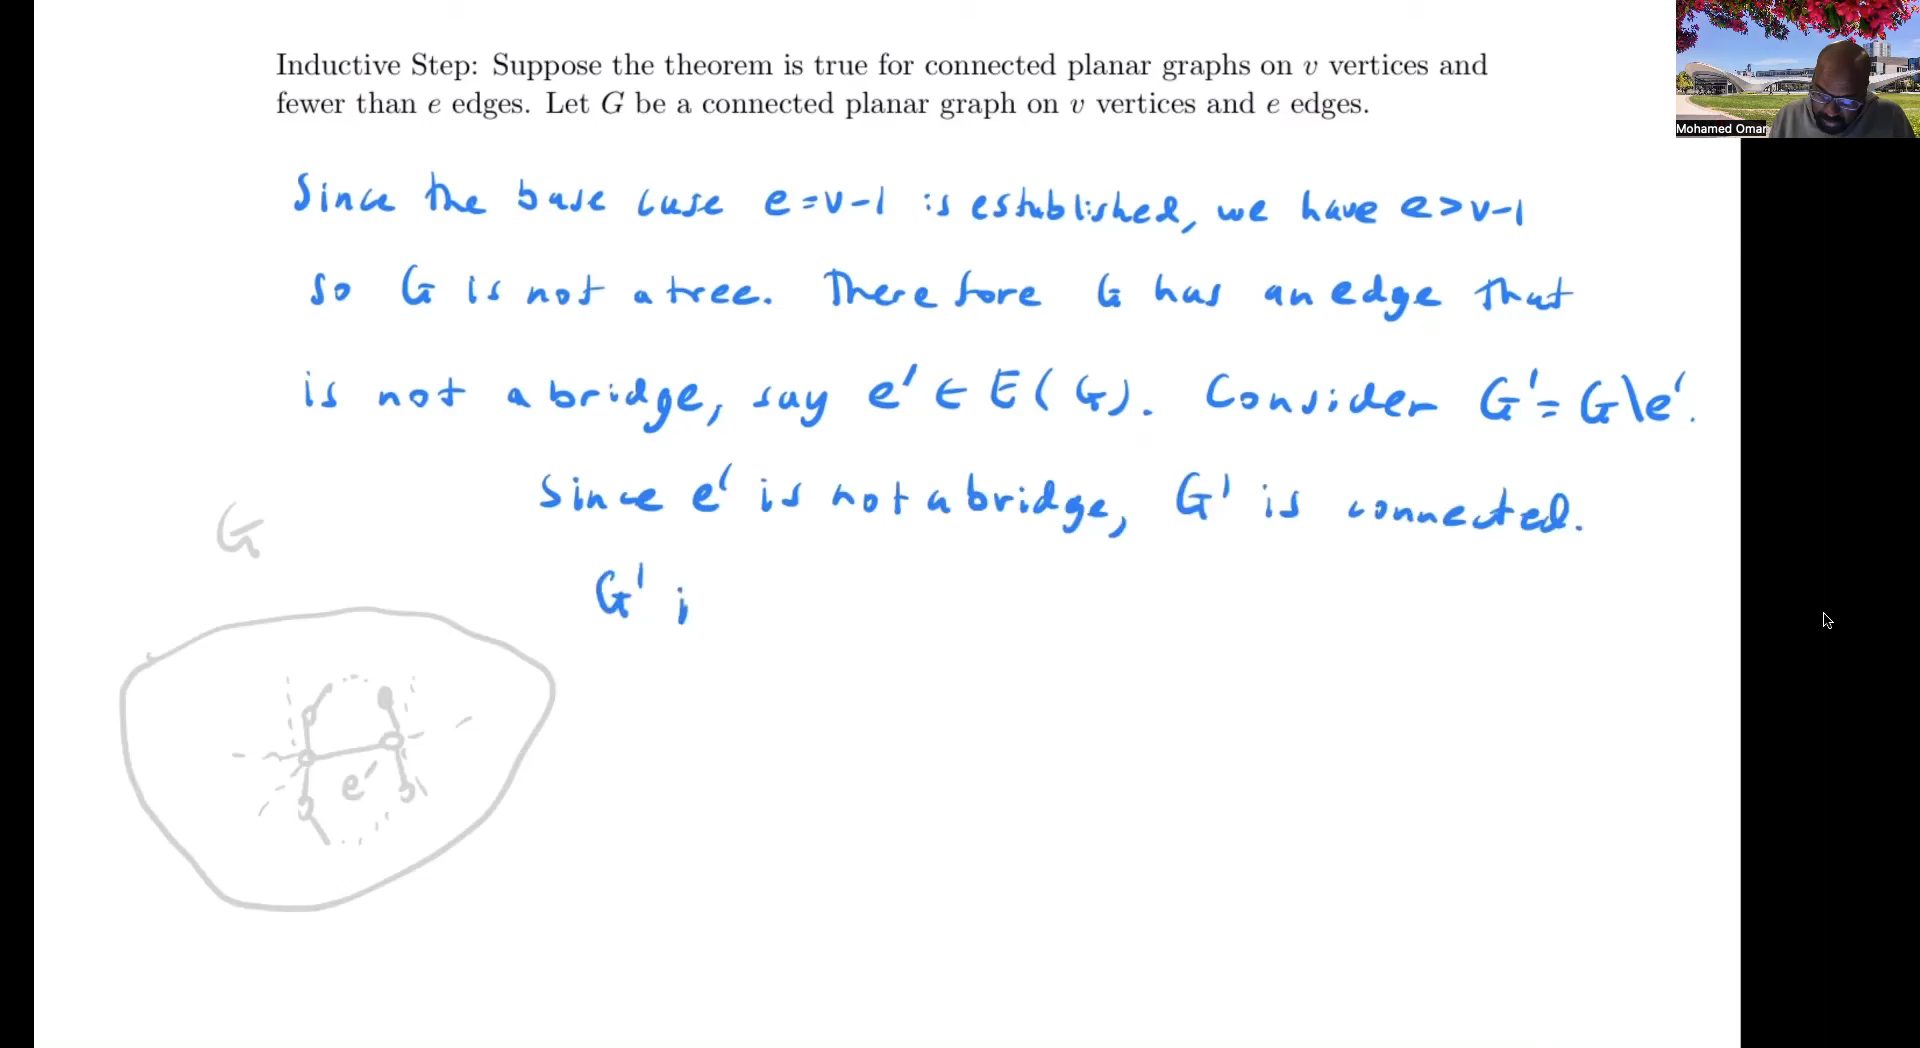 Inductive Step: Suppose the theorem is true for connected planar graphs on v vertices and
fewer than e edges. Let G be a connected planar graph on v vertices and e edges.
Mohamed Omar
Since the base case e=v-1 is established, we have e>v-1
so G is not a tree. Therefore G has an edge that
is not a bridge, say e' ∈ E(G). Consider G'=G\e'.
Since e' is not a bridge, G' is connected.
G' i
G
e'